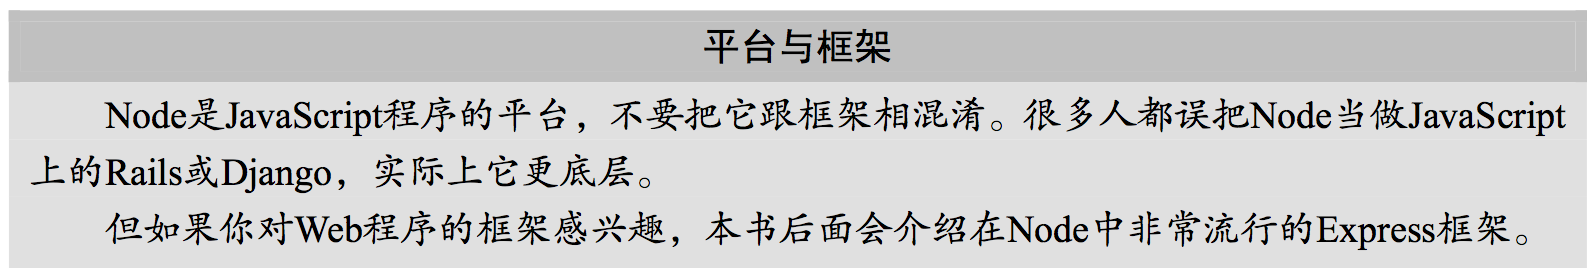 平台与框架
Node是JavaScript程序的平台，不要把它跟框架相混淆。很多人都误把Node当做JavaScript
上的Rails或Django，实际上它更底层。
但如果你对Web程序的框架感兴趣，本书后面会介绍在Node中非常流行的Express框架。